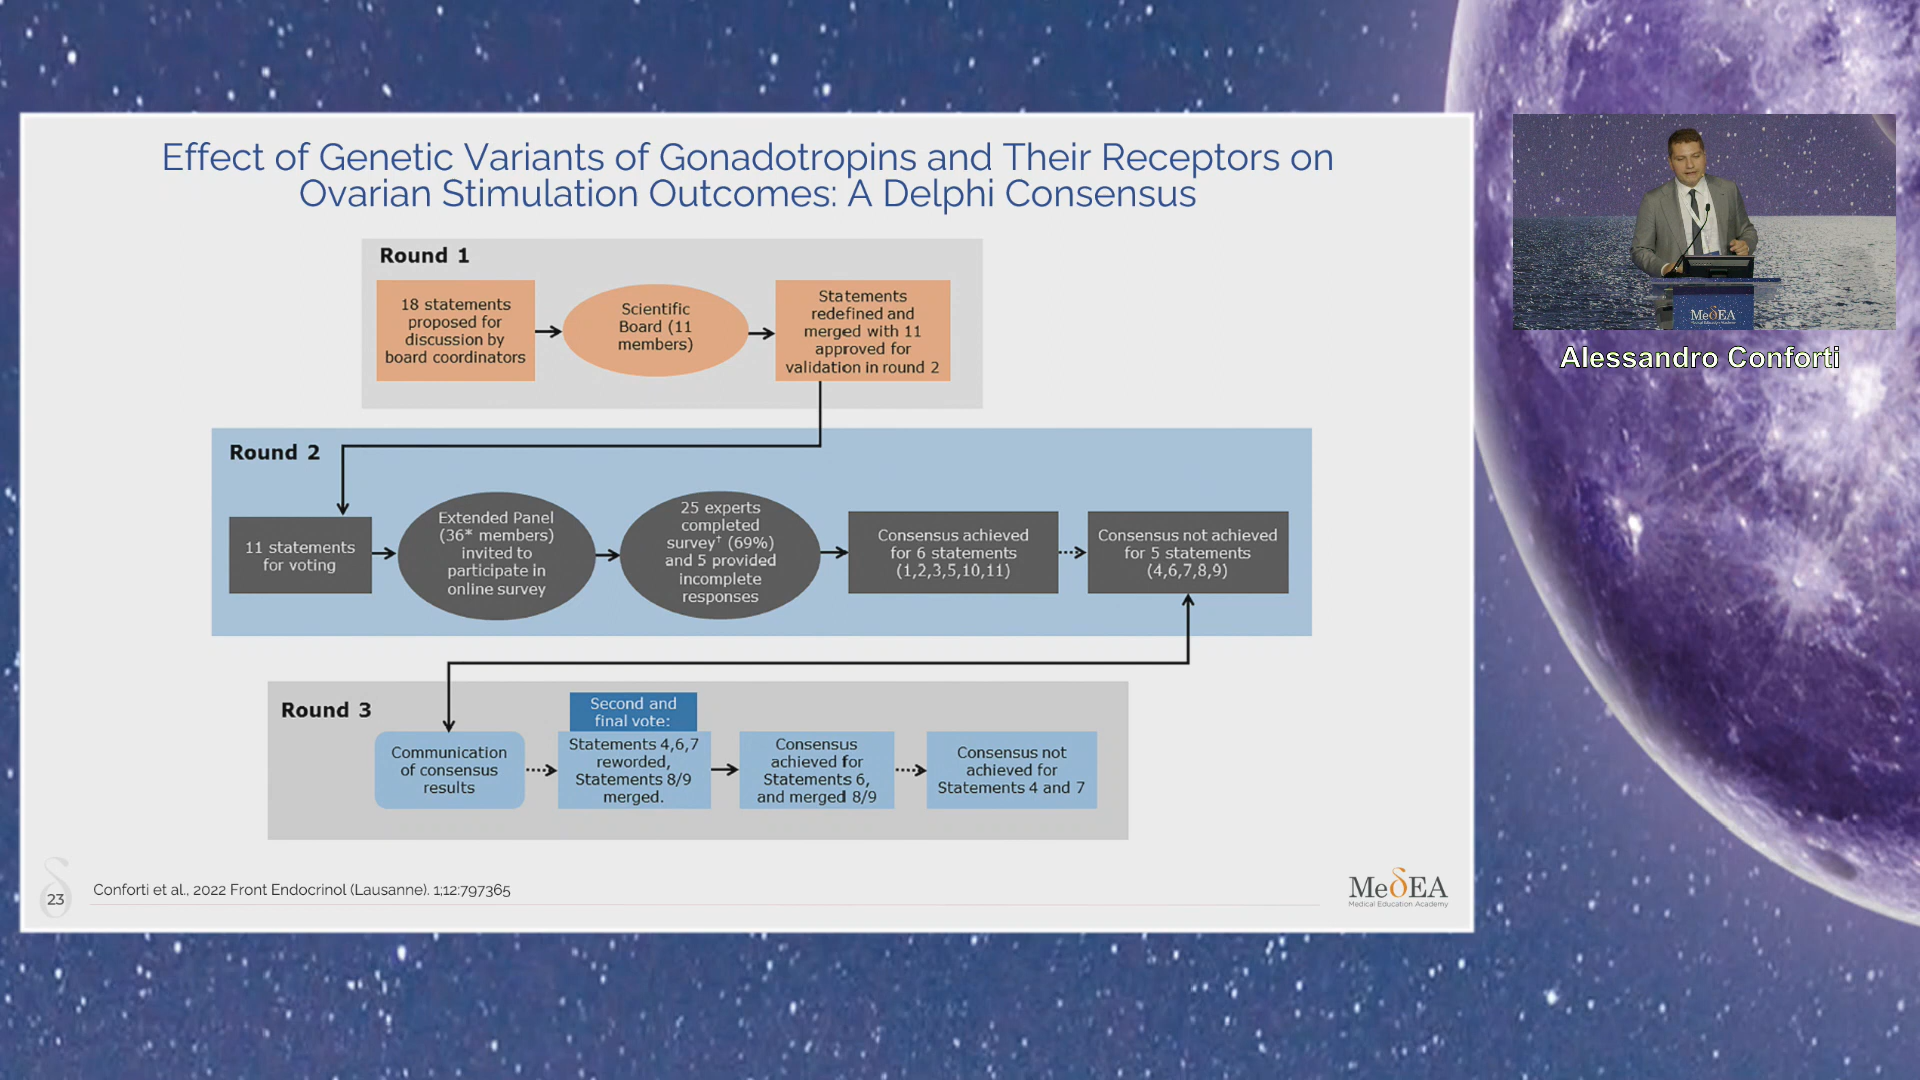 Effect of Genetic Variants of Gonadotropins and Their Receptors on
Ovarian Stimulation Outcomes: A Delphi Consensus
Round 1
18 statements
proposed for
discussion by
board coordinators
Scientific
Board (11
members)
Statements
redefined and
merged with 11
approved for
validation in round 2
Round 2
11 statements
for voting
Extended Panel
(36* members)
invited to
participate in
online survey
25 experts
completed
survey† (69%)
and 5 provided
incomplete
responses
Consensus achieved
for 6 statements
(1,2,3,5,10,11)
Consensus not achieved
for 5 statements
(4,6,7,8,9)
Round 3
Communication
of consensus
results
Second and
final vote:
Statements 4,6,7
reworded,
Statements 8/9
merged.
Consensus
achieved for
Statements 6,
and merged 8/9
Consensus not
achieved for
Statements 4 and 7
δ
23
Conforti et al., 2022 Front Endocrinol (Lausanne). 1;12:797365
MeδEA
Medical Education Academy
MeδEA
Alessandro Conforti